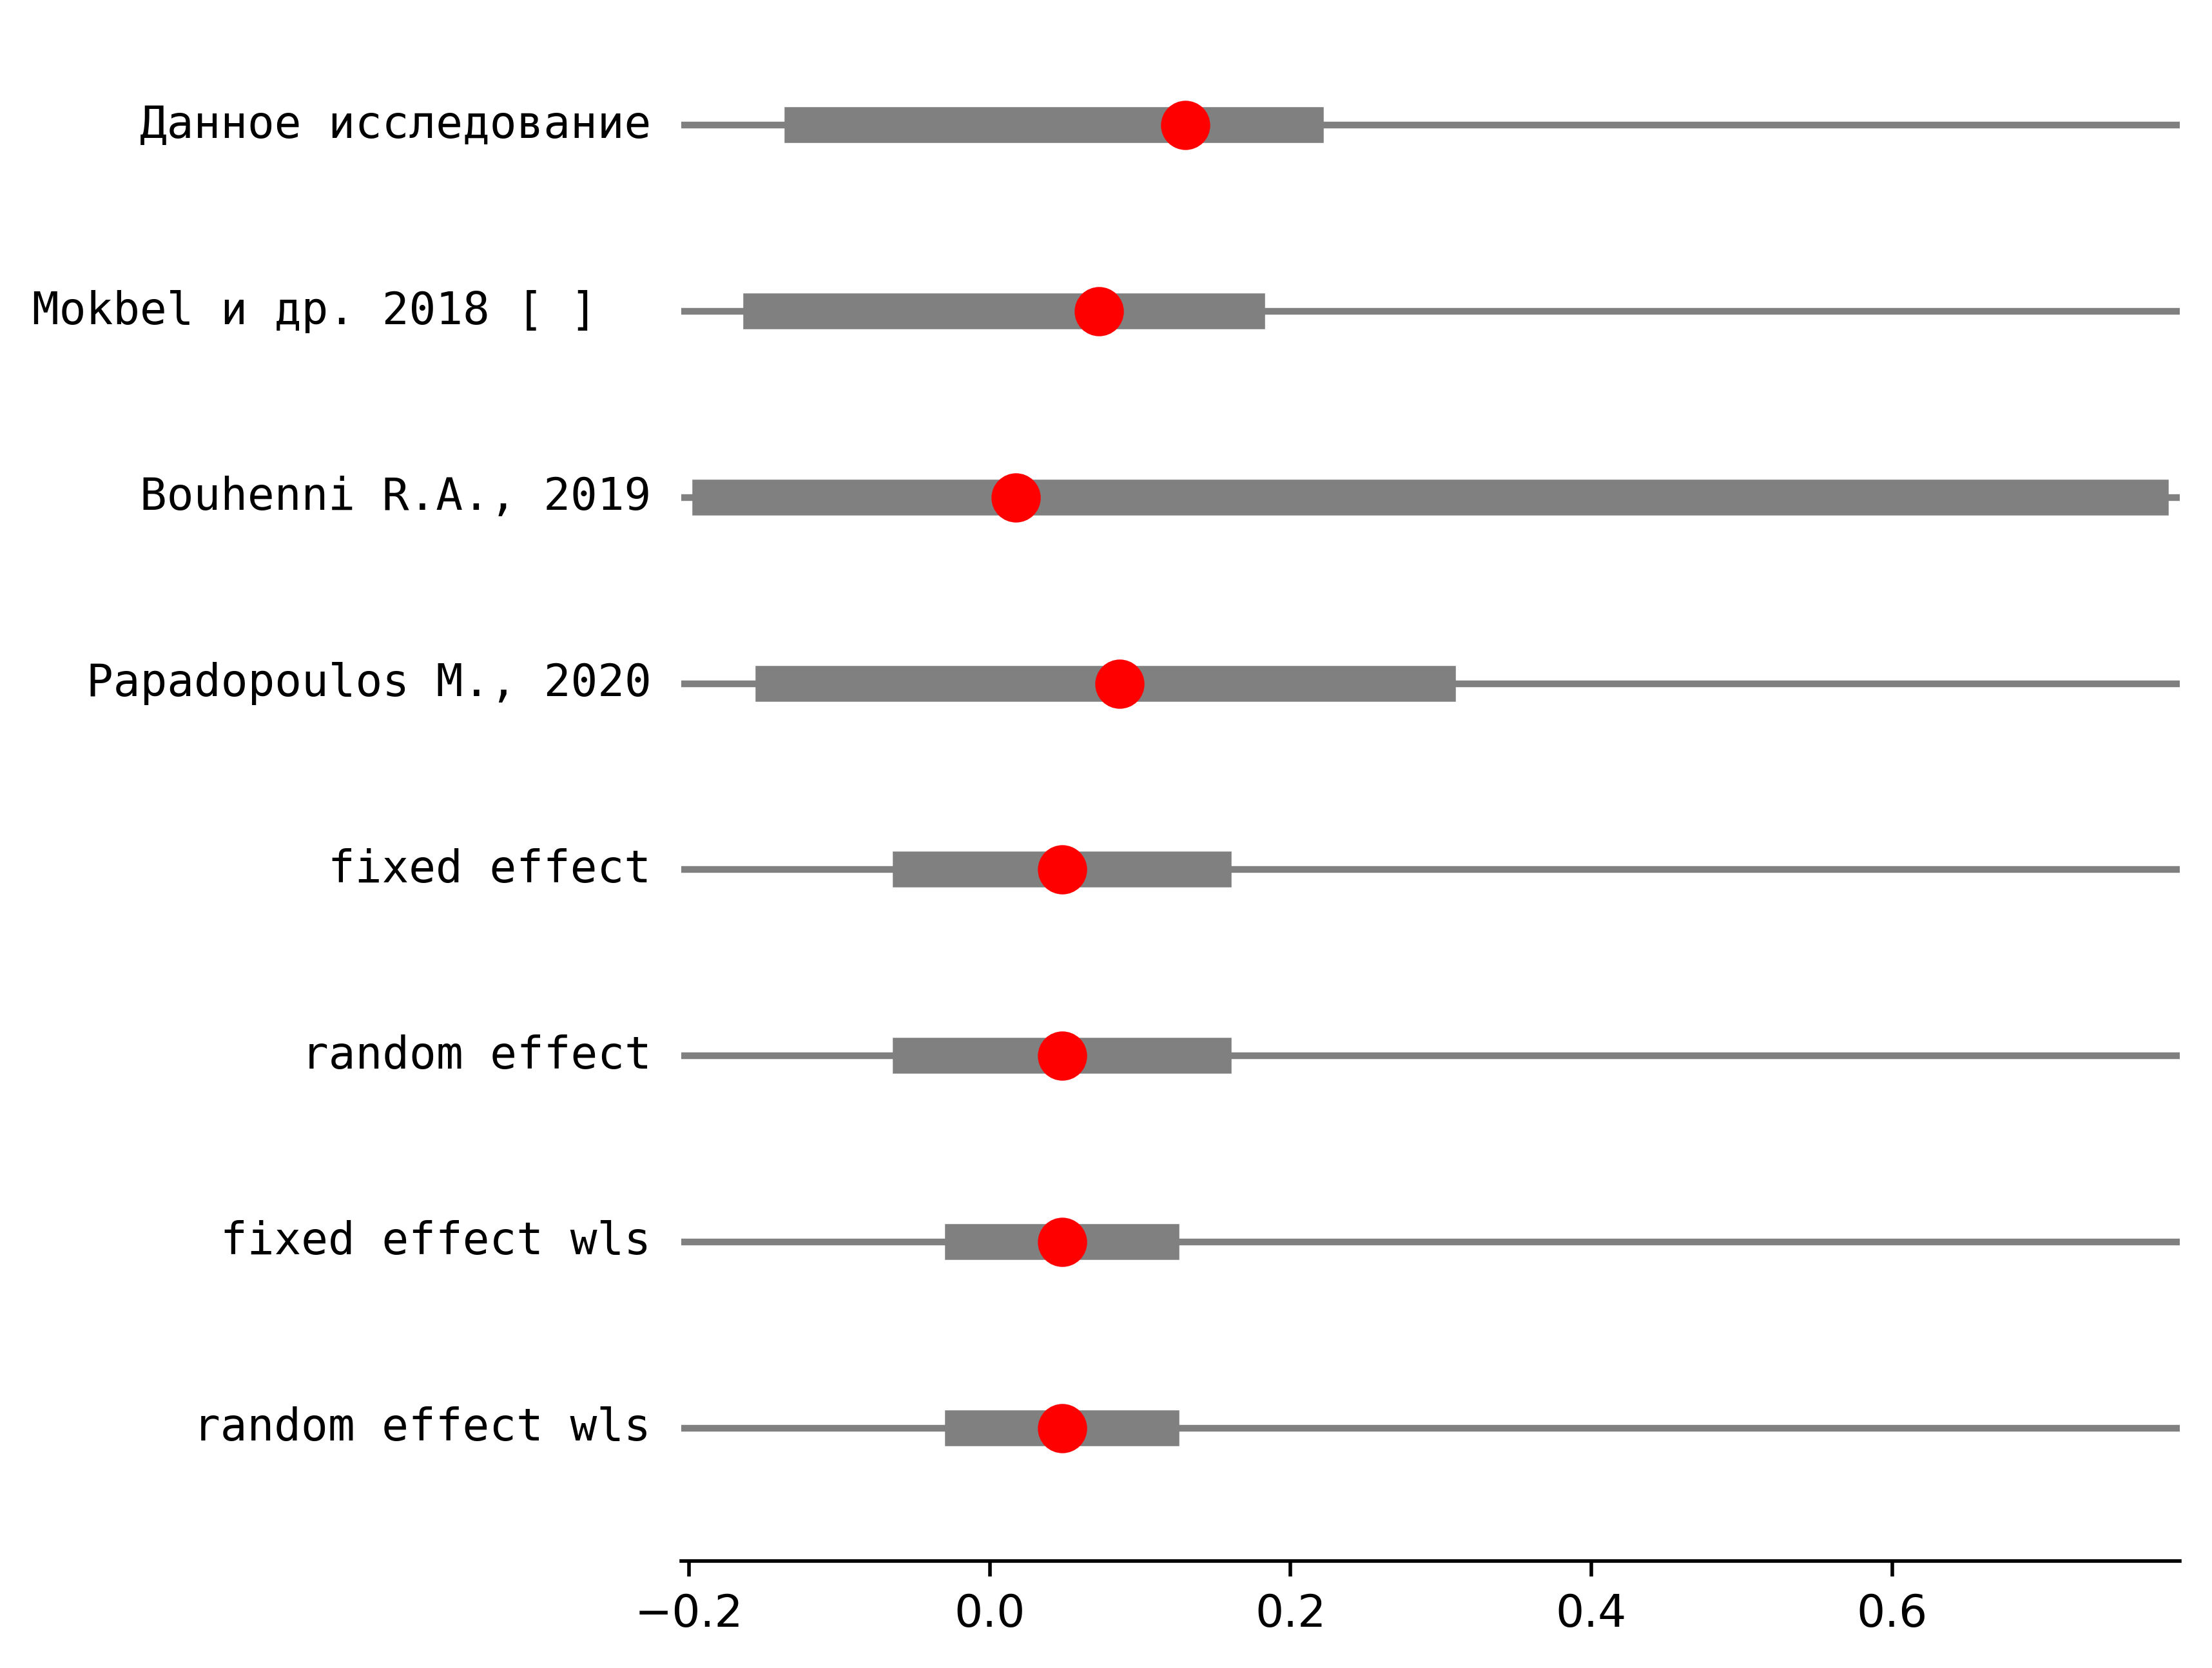 Данное исследование
Mokbel и др. 2018 [ ]
Bouhenni R.A., 2019
Papadopoulos M., 2020
fixed effect
random effect
fixed effect wls
random effect wls
−0.2 0.0 0.2 0.4 0.6